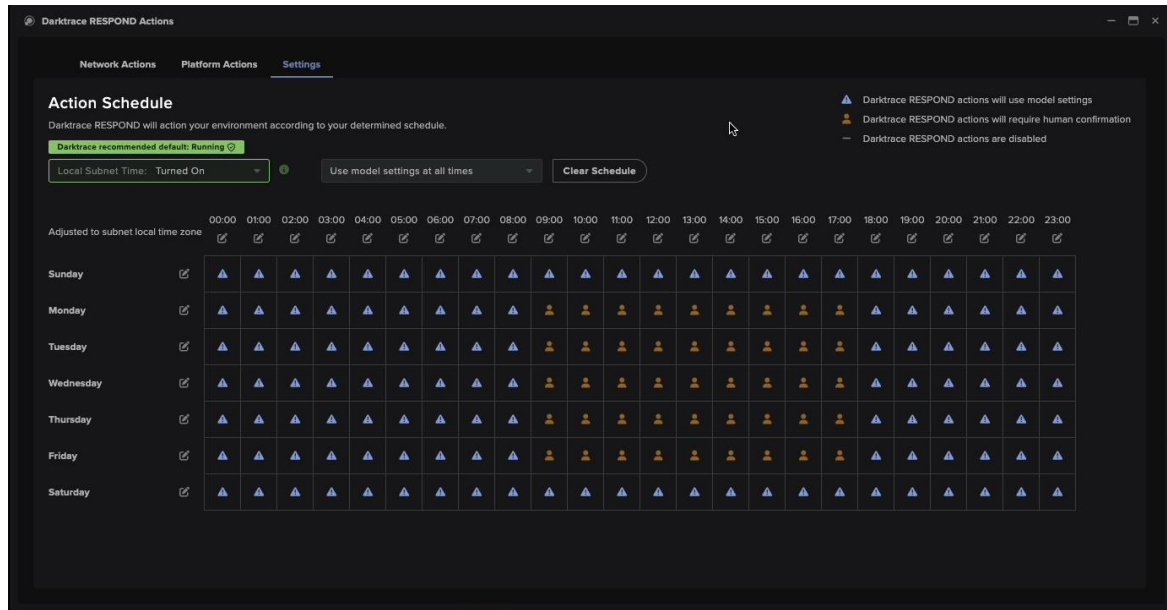 Darktrace RESPOND Actions
Network Actions Platform Actions Settings
Action Schedule
Darktrace RESPOND will action your environment according to your determined schedule.
Darktrace RESPOND actions will use model settings
Darktrace RESPOND actions will require human confirmation
Darktrace RESPOND actions are disabled
Darktrace recommended default: Running
Local Subnet Time: Turned On
Use model settings at all times
Clear Schedule
00:00 01:00 02:00 03:00 04:00 05:00 06:00 07:00 08:00 09:00 10:00 11:00 12:00 13:00 14:00 15:00 16:00 17:00 18:00 19:00 20:00 21:00 22:00 23:00
Adjusted to subnet local time zone
Sunday
Monday
Tuesday
Wednesday
Thursday
Friday
Saturday